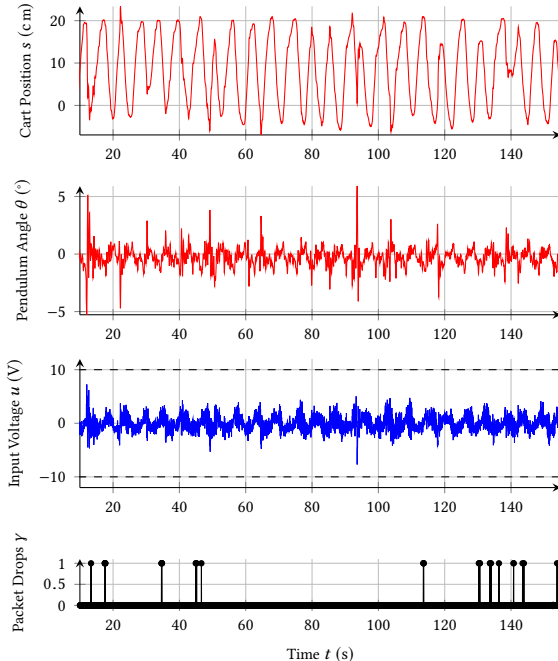 20
10
0
Cart Position s (cm)
20 40 60 80 100 120 140
5
0
−5
Pendulum Angle θ (°)
20 40 60 80 100 120 140
10
0
−10
Input Voltage u (V)
20 40 60 80 100 120 140
1
0.5
0
Packet Drops γ
20 40 60 80 100 120 140
Time t (s)